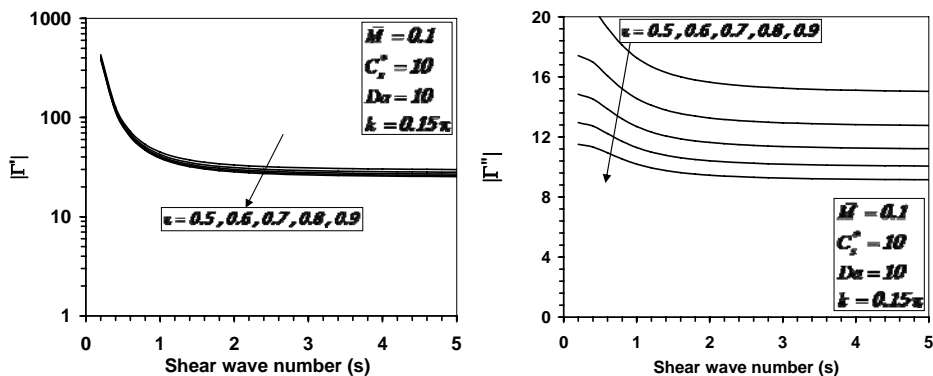 1000
100
10
1
0
1
2
3
4
5
|Γ'|
Shear wave number (s)
M̄ = 0.1
C_s^* = 10
Da = 10
k = 0.15π
= 0.5 , 0.6 , 0.7 , 0.8 , 0.9
20
16
12
8
4
0
0
1
2
3
4
5
|Γ''|
Shear wave number (s)
= 0.5 , 0.6 , 0.7 , 0.8 , 0.9
M̄ = 0.1
C_s^* = 10
Da = 10
k = 0.15π